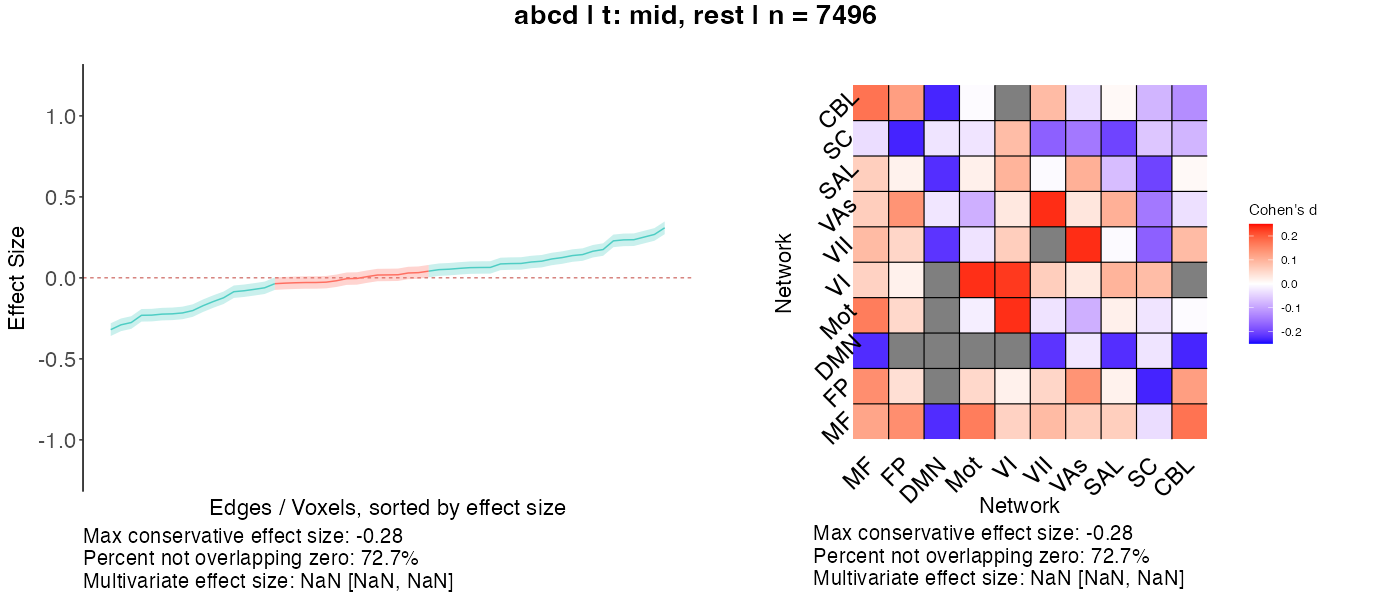 abcd | t: mid, rest | n = 7496
Effect Size
1.0
0.5
0.0
-0.5
-1.0
Edges / Voxels, sorted by effect size
Max conservative effect size: -0.28
Percent not overlapping zero: 72.7%
Multivariate effect size: NaN [NaN, NaN]
Network
CBL
SC
SAL
VAs
VII
VI
Mot
DMN
FP
MF
MF
FP
DMN
Mot
VI
VII
VAs
SAL
SC
CBL
Network
Cohen's d
0.2
0.1
0.0
-0.1
-0.2
Max conservative effect size: -0.28
Percent not overlapping zero: 72.7%
Multivariate effect size: NaN [NaN, NaN]